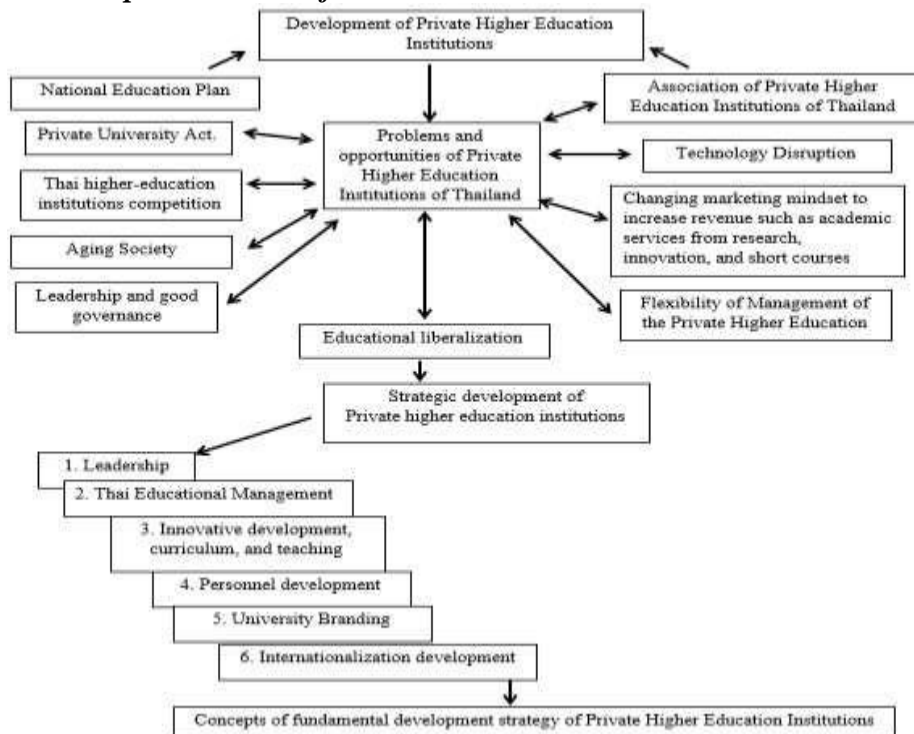 Development of Private Higher Education
Institutions
National Education Plan
Association of Private Higher
Education Institutions of Thailand
Private University Act.
Problems and
opportunities of Private
Higher Education
Institutions of Thailand
Technology Disruption
Thai higher-education
institutions competition
Changing marketing mindset to
increase revenue such as academic
services from research,
innovation, and short courses
Aging Society
Leadership and good
governance
Flexibility of Management of
the Private Higher Education
Educational liberalization
Strategic development of
Private higher education institutions
1. Leadership
2. Thai Educational Management
3. Innovative development,
curriculum, and teaching
4. Personnel development
5. University Branding
6. Internationalization development
Concepts of fundamental development strategy of Private Higher Education Institutions